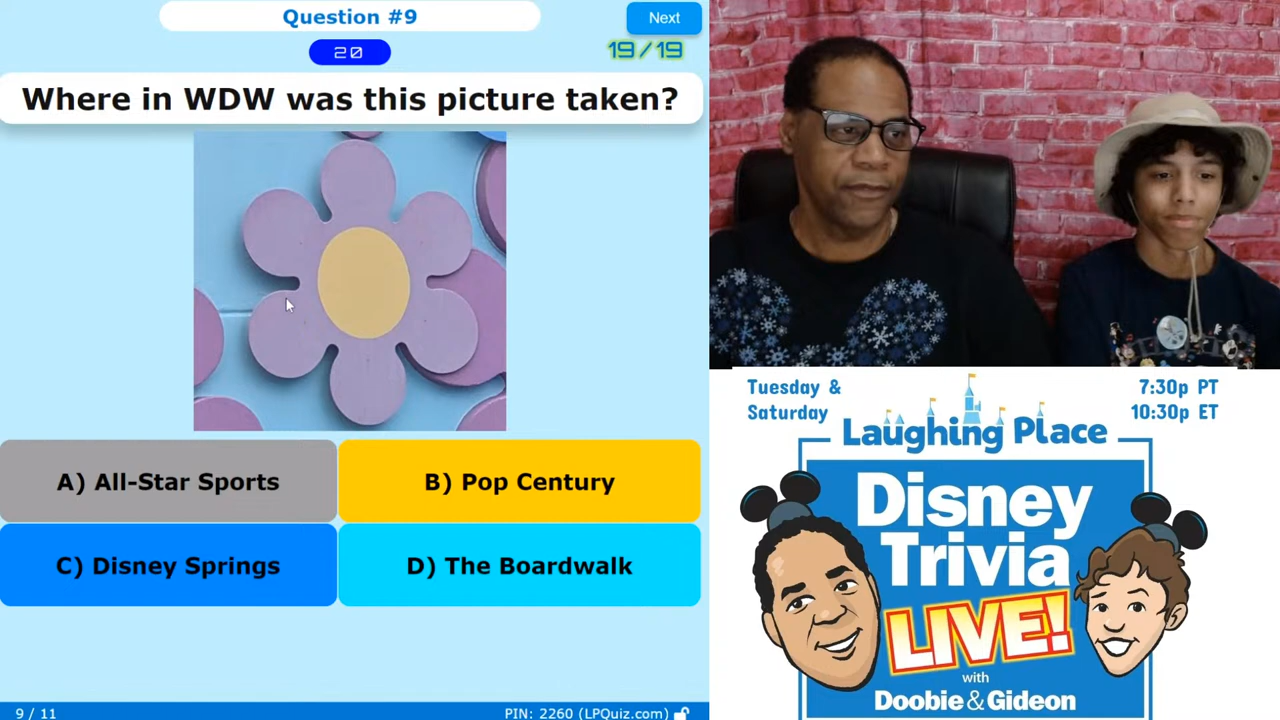 Question #9
Next
20
19/19
Where in WDW was this picture taken?
A) All-Star Sports
B) Pop Century
C) Disney Springs
D) The Boardwalk
9 / 11
PIN: 2260 (LPQuiz.com)
Tuesday &
Saturday
7:30p PT
10:30p ET
Laughing Place
Disney
Trivia
LIVE!
with
Doobie & Gideon